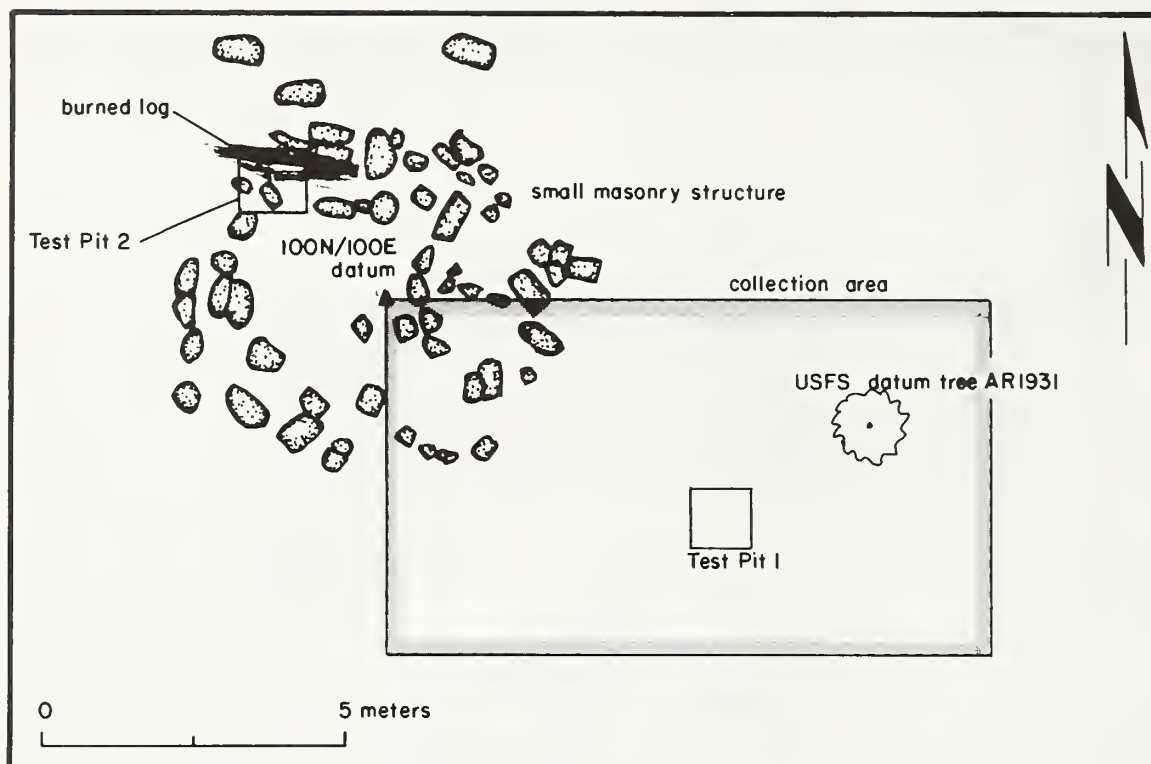 burned log
small masonry structure
Test Pit 2
100N/100E
datum
collection area
USFS datum tree AR1931
Test Pit 1
0 5 meters
N